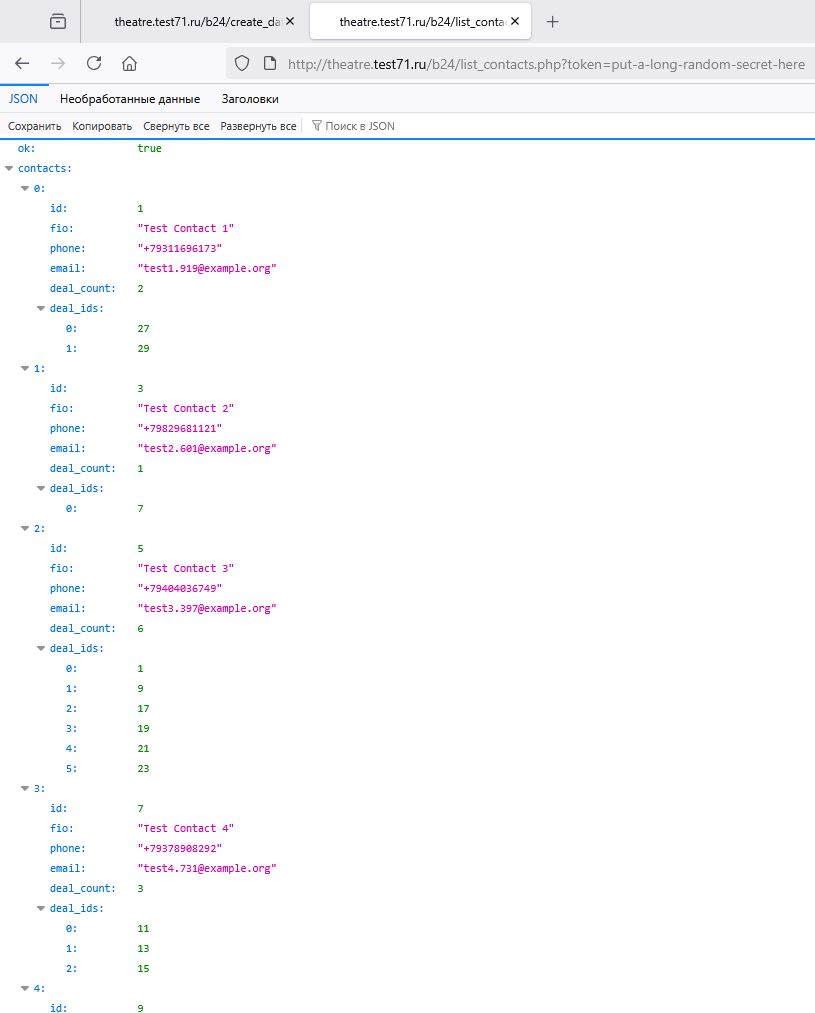 theatre.test71.ru/b24/create_da
theatre.test71.ru/b24/list_conta
http://theatre.test71.ru/b24/list_contacts.php?token=put-a-long-random-secret-here
JSON Необработанные данные Заголовки
Сохранить Копировать Свернуть все Развернуть все Поиск в JSON
ok: true
contacts:
0:
id: 1
fio: "Test Contact 1"
phone: "+79311696173"
email: "test1.919@example.org"
deal_count: 2
deal_ids:
0: 27
1: 29
1:
id: 3
fio: "Test Contact 2"
phone: "+79829681121"
email: "test2.601@example.org"
deal_count: 1
deal_ids:
0: 7
2:
id: 5
fio: "Test Contact 3"
phone: "+79404036749"
email: "test3.397@example.org"
deal_count: 6
deal_ids:
0: 1
1: 9
2: 17
3: 19
4: 21
5: 23
3:
id: 7
fio: "Test Contact 4"
phone: "+79378908292"
email: "test4.731@example.org"
deal_count: 3
deal_ids:
0: 11
1: 13
2: 15
4:
id: 9